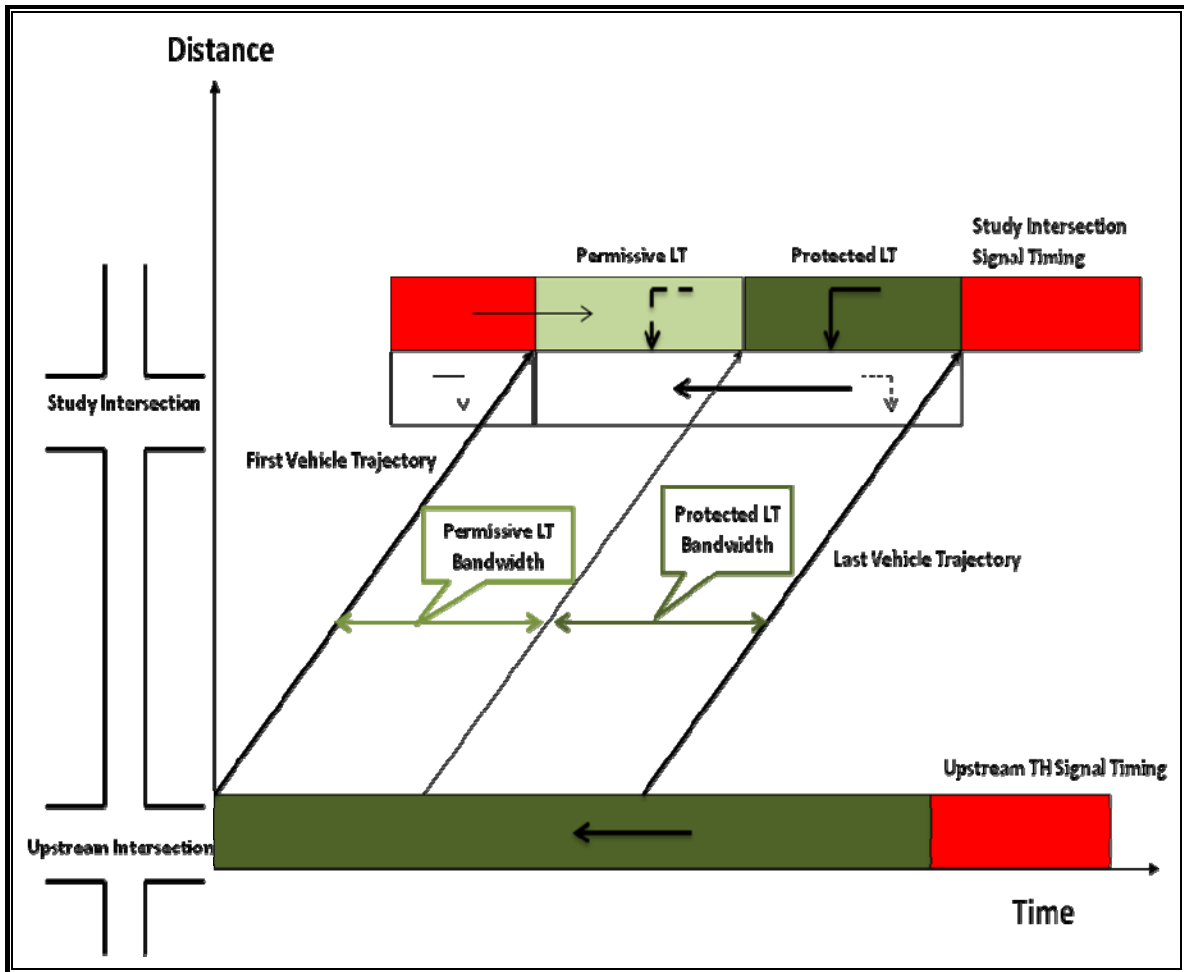 Distance
Study Intersection
Signal Timing
Permissive LT
Protected LT
Study Intersection
First Vehicle Trajectory
Permissive LT
Bandwidth
Protected LT
Bandwidth
Last Vehicle Trajectory
Upstream TH Signal Timing
Upstream Intersection
Time